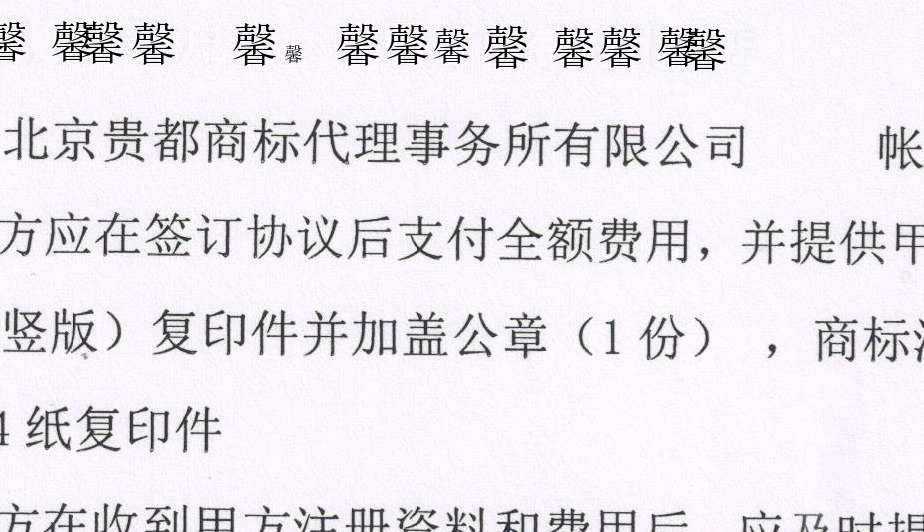 馨 馨馨馨 馨馨 馨馨馨馨 馨馨 馨馨
北京贵都商标代理事务所有限公司 帐
方应在签订协议后支付全额费用，并提供甲
竖版）复印件并加盖公章（1 份） ，商标
4 纸复印件
方在收到甲方注册资料和费用后，应及时